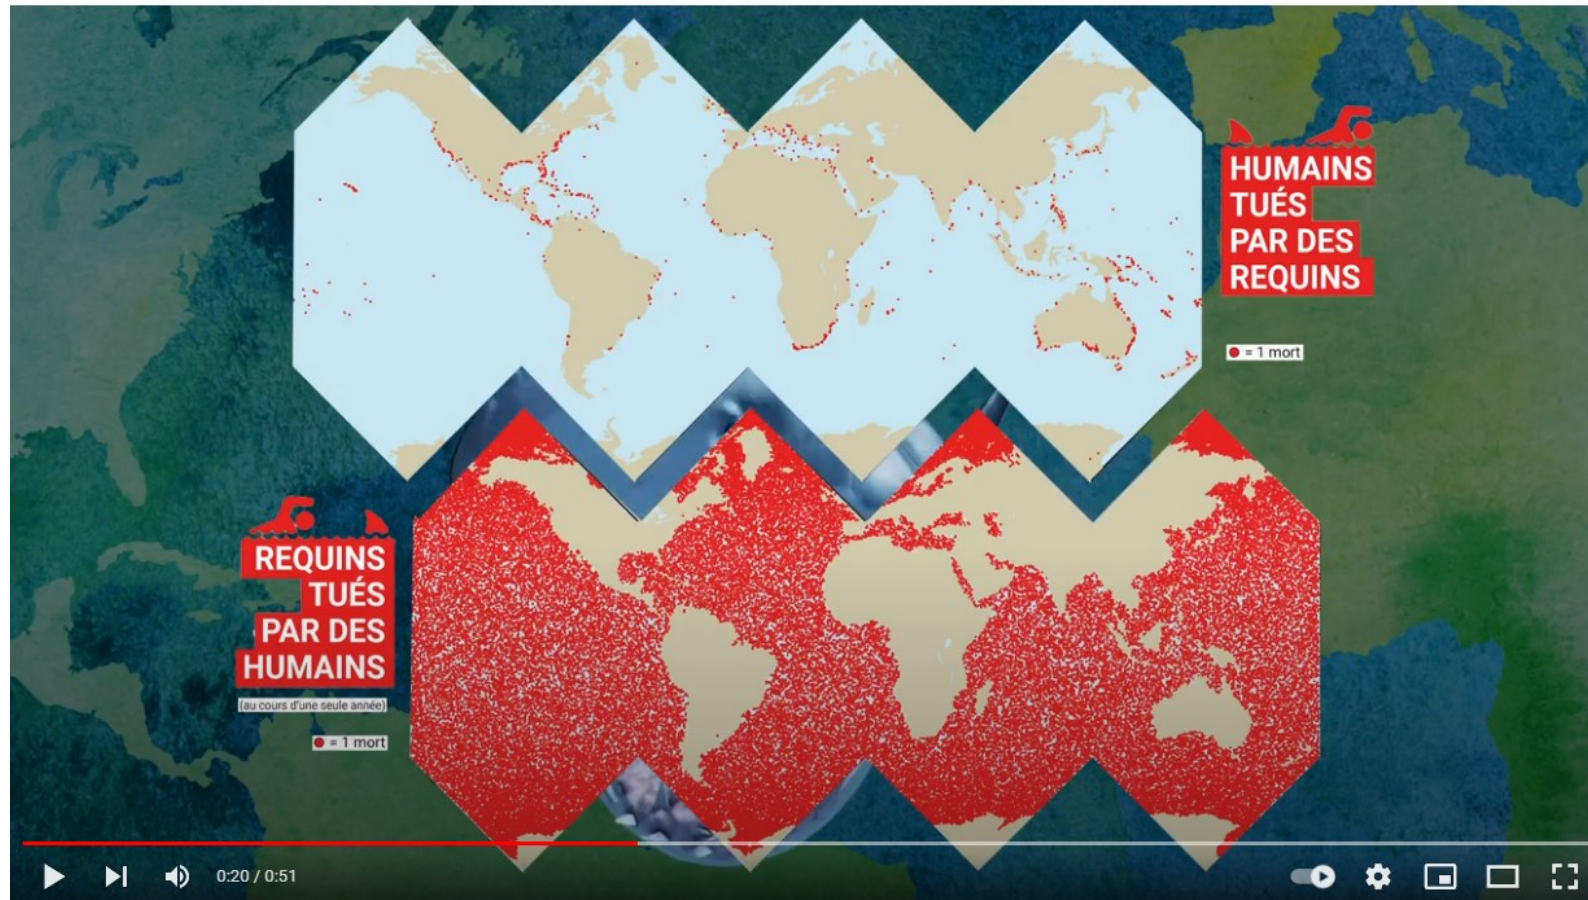 HUMAINS
TUÉS
PAR DES
REQUINS
= 1 mort
REQUINS
TUÉS
PAR DES
HUMAINS
(au cours d'une seule année)
= 1 mort
0:20 / 0:51